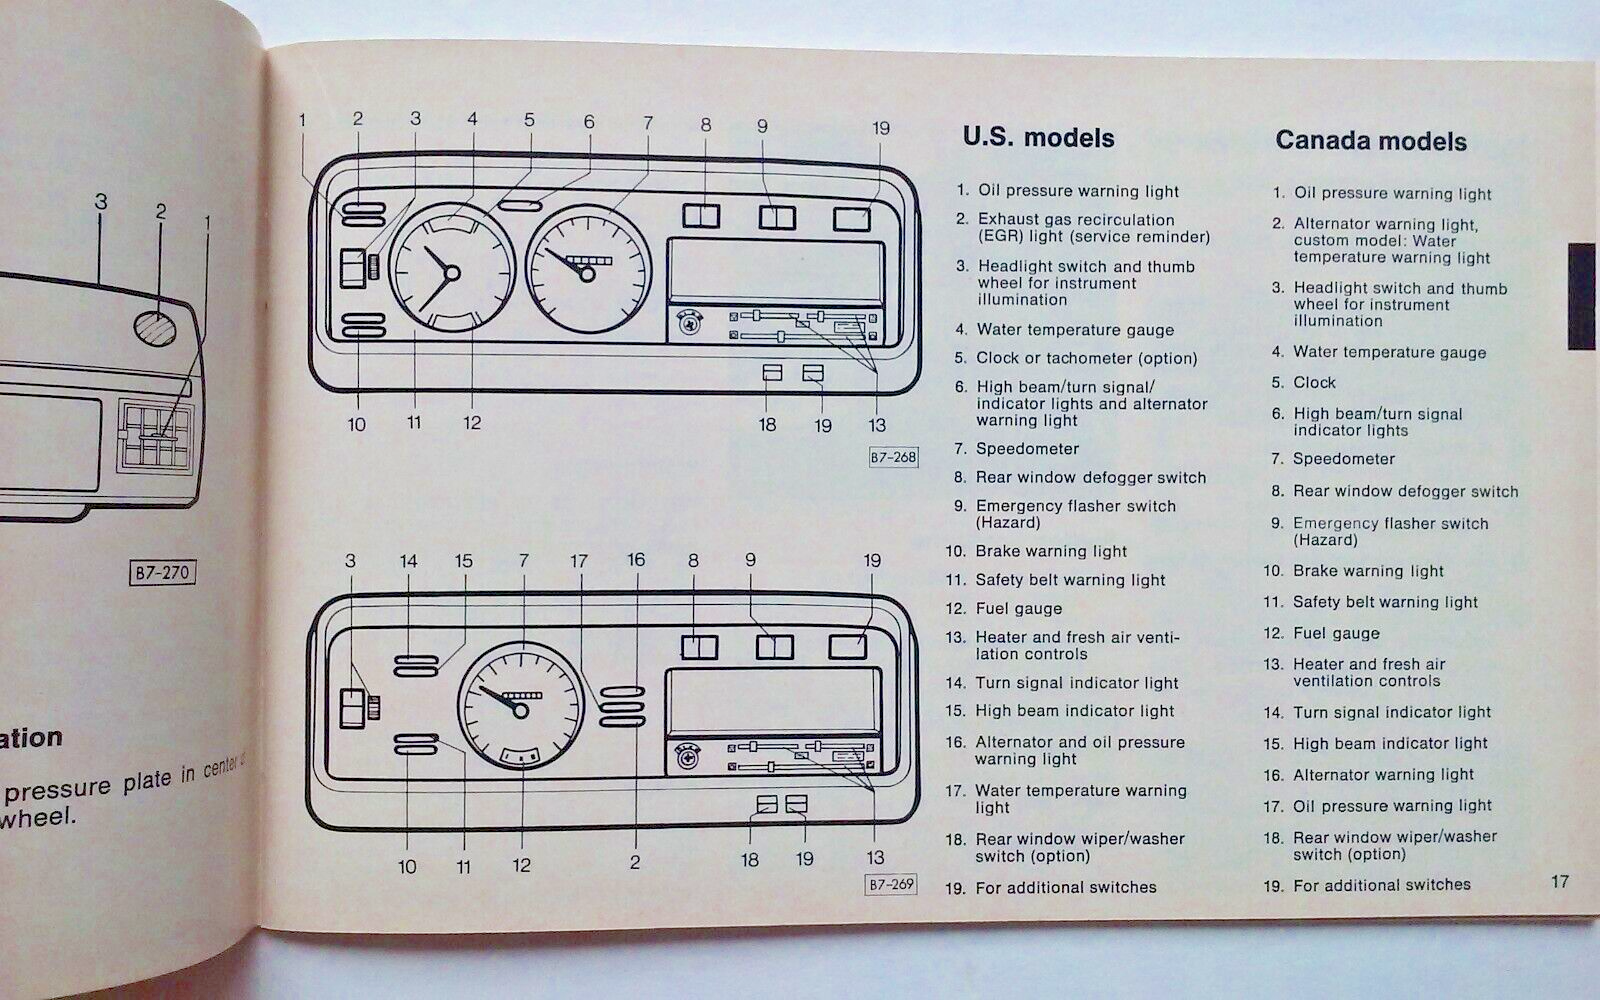 3
2
1
B7-270
ation
pressure plate in center
wheel.
1 2 3 4 5 6 7 8 9 19
10 11 12 18 19 13
B7-268
3 14 15 7 17 16 8 9 19
10 11 12 2 18 19 13
B7-269
U.S. models
1. Oil pressure warning light
2. Exhaust gas recirculation
(EGR) light (service reminder)
3. Headlight switch and thumb
wheel for instrument
illumination
4. Water temperature gauge
5. Clock or tachometer (option)
6. High beam/turn signal/
indicator lights and alternator
warning light
7. Speedometer
8. Rear window defogger switch
9. Emergency flasher switch
(Hazard)
10. Brake warning light
11. Safety belt warning light
12. Fuel gauge
13. Heater and fresh air venti-
lation controls
14. Turn signal indicator light
15. High beam indicator light
16. Alternator and oil pressure
warning light
17. Water temperature warning
light
18. Rear window wiper/washer
switch (option)
19. For additional switches
Canada models
1. Oil pressure warning light
2. Alternator warning light,
custom model: Water
temperature warning light
3. Headlight switch and thumb
wheel for instrument
illumination
4. Water temperature gauge
5. Clock
6. High beam/turn signal
indicator lights
7. Speedometer
8. Rear window defogger switch
9. Emergency flasher switch
(Hazard)
10. Brake warning light
11. Safety belt warning light
12. Fuel gauge
13. Heater and fresh air
ventilation controls
14. Turn signal indicator light
15. High beam indicator light
16. Alternator warning light
17. Oil pressure warning light
18. Rear window wiper/washer
switch (option)
19. For additional switches
17